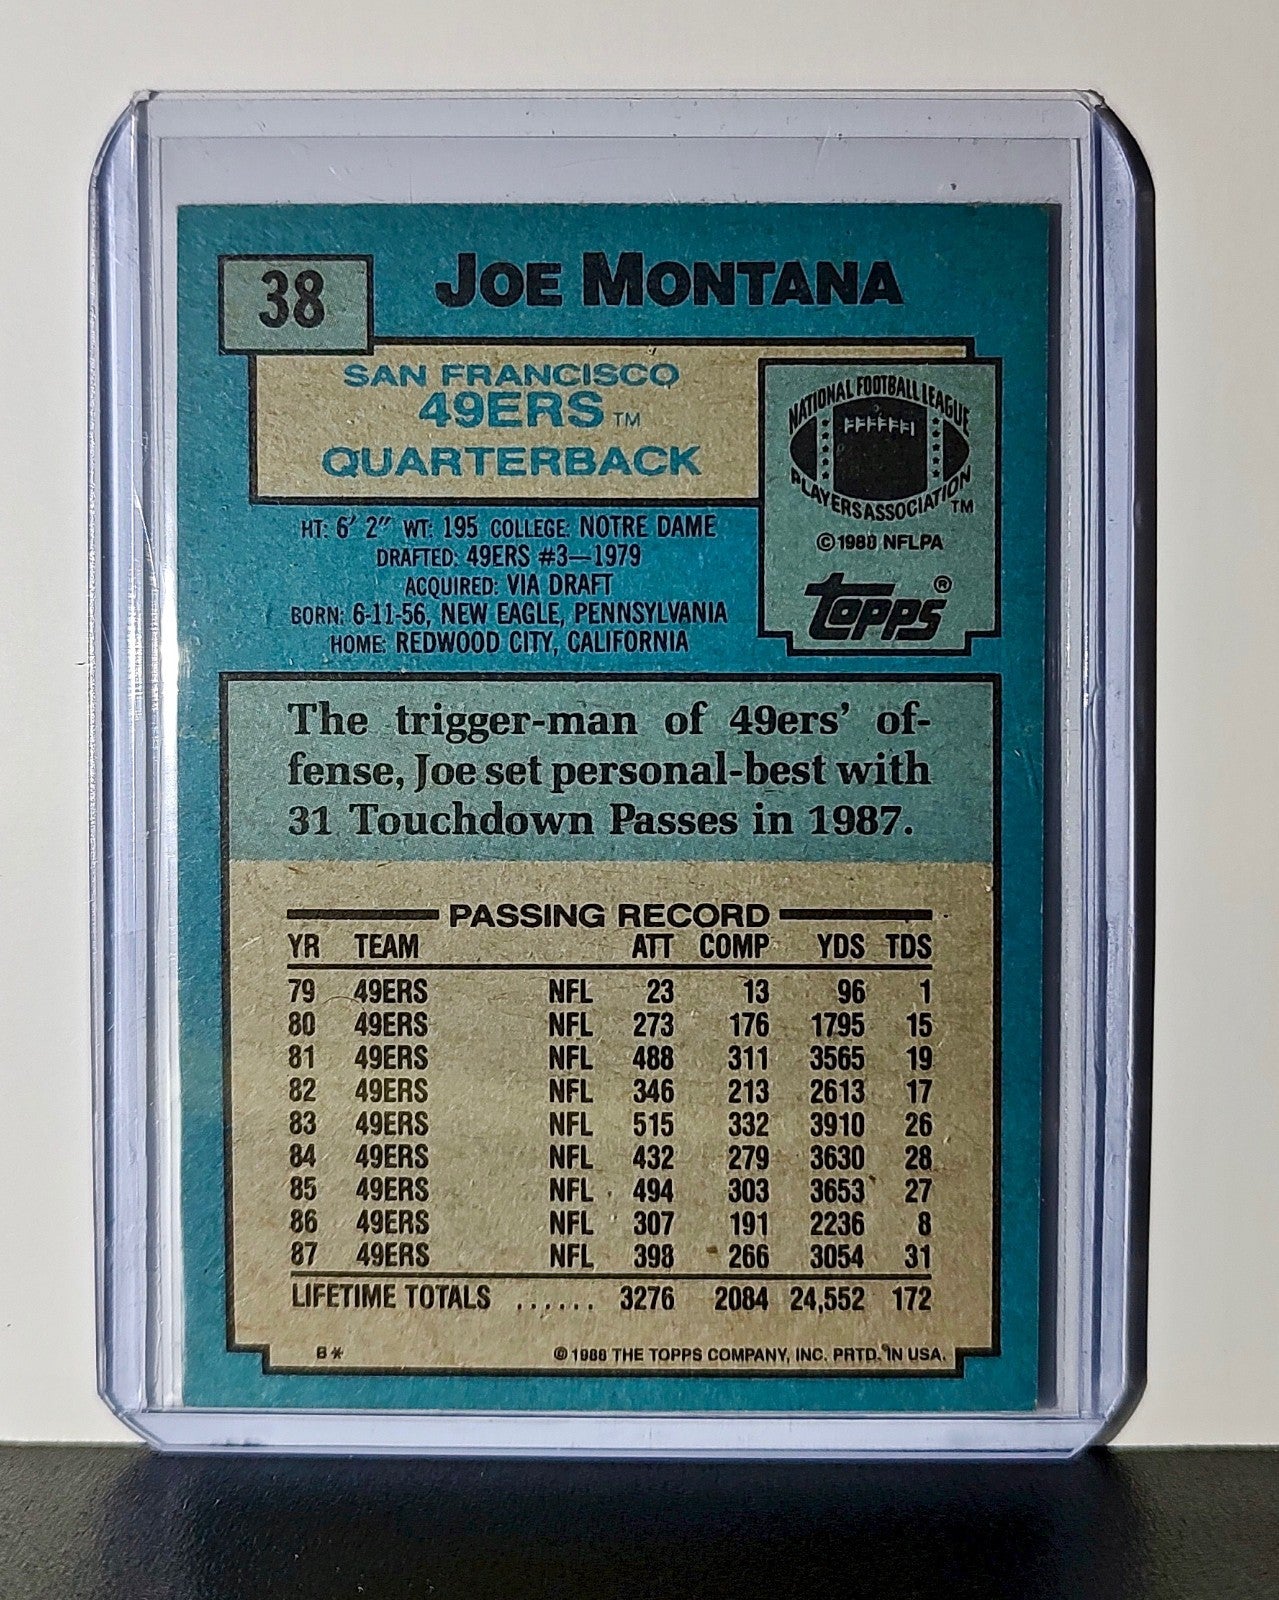 38
JOE MONTANA
SAN FRANCISCO
49ERS TM
QUARTERBACK
NATIONAL FOOTBALL LEAGUE
PLAYERS ASSOCIATION TM
© 1988 NFLPA
TOPPS ®
HT: 6' 2" WT: 195 COLLEGE: NOTRE DAME
DRAFTED: 49ERS #3—1979
ACQUIRED: VIA DRAFT
BORN: 6-11-56, NEW EAGLE, PENNSYLVANIA
HOME: REDWOOD CITY, CALIFORNIA
The trigger-man of 49ers' of-
fense, Joe set personal-best with
31 Touchdown Passes in 1987.
PASSING RECORD
YR TEAM ATT COMP YDS TDS
79 49ERS NFL 23 13 96 1
80 49ERS NFL 273 176 1795 15
81 49ERS NFL 488 311 3565 19
82 49ERS NFL 346 213 2613 17
83 49ERS NFL 515 332 3910 26
84 49ERS NFL 432 279 3630 28
85 49ERS NFL 494 303 3653 27
86 49ERS NFL 307 191 2236 8
87 49ERS NFL 398 266 3054 31
LIFETIME TOTALS ...... 3276 2084 24,552 172
B* © 1988 THE TOPPS COMPANY, INC. PRTD. IN USA.